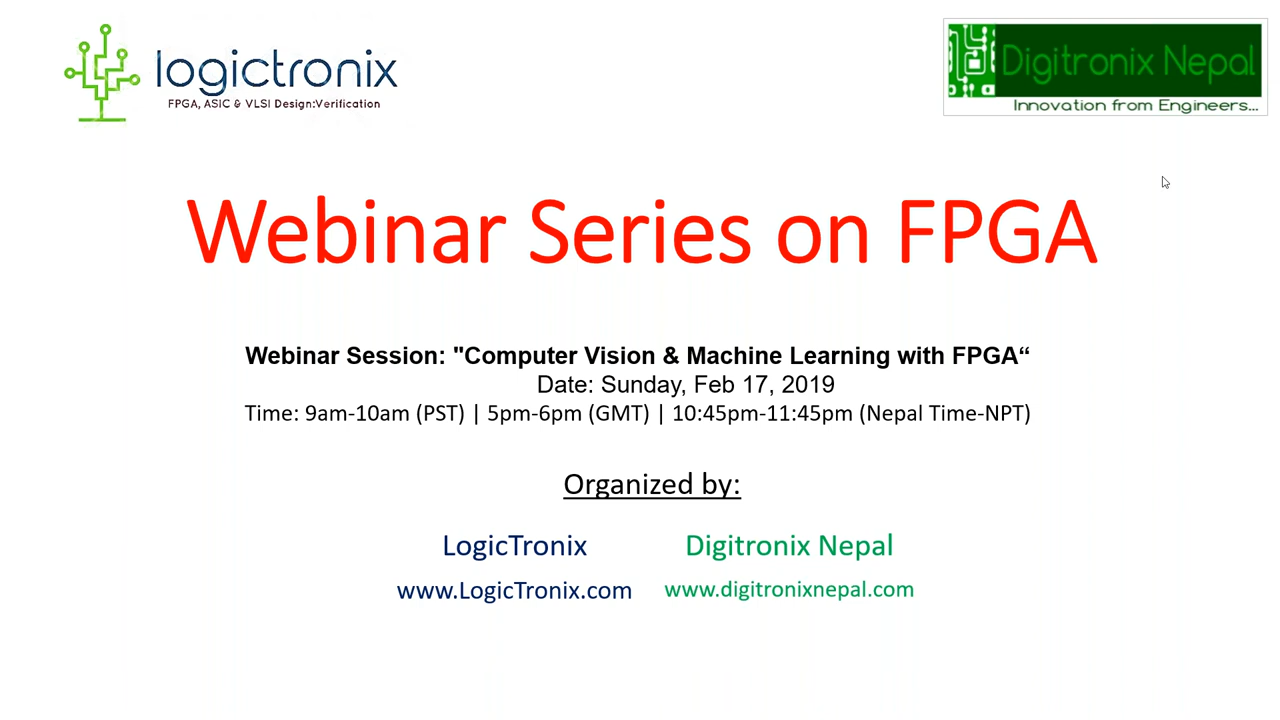 logictronix
FPGA, ASIC & VLSI Design:Verification
Digitronix Nepal
Innovation from Engineers...
Webinar Series on FPGA
Webinar Session: "Computer Vision & Machine Learning with FPGA“
Date: Sunday, Feb 17, 2019
Time: 9am-10am (PST) | 5pm-6pm (GMT) | 10:45pm-11:45pm (Nepal Time-NPT)
Organized by:
LogicTronix Digitronix Nepal
www.LogicTronix.com www.digitronixnepal.com